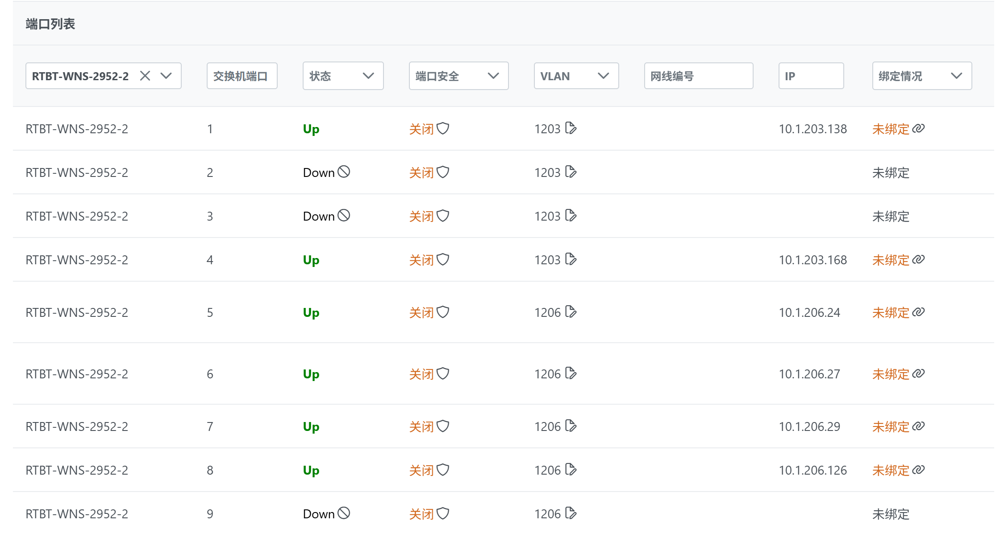 端口列表
RTBT-WNS-2952-2 交换机端口 状态 端口安全 VLAN 网线编号 IP 绑定情况
RTBT-WNS-2952-2 1 Up 关闭 1203 10.1.203.138 未绑定
RTBT-WNS-2952-2 2 Down 关闭 1203 未绑定
RTBT-WNS-2952-2 3 Down 关闭 1203 未绑定
RTBT-WNS-2952-2 4 Up 关闭 1203 10.1.203.168 未绑定
RTBT-WNS-2952-2 5 Up 关闭 1206 10.1.206.24 未绑定
RTBT-WNS-2952-2 6 Up 关闭 1206 10.1.206.27 未绑定
RTBT-WNS-2952-2 7 Up 关闭 1206 10.1.206.29 未绑定
RTBT-WNS-2952-2 8 Up 关闭 1206 10.1.206.126 未绑定
RTBT-WNS-2952-2 9 Down 关闭 1206 未绑定